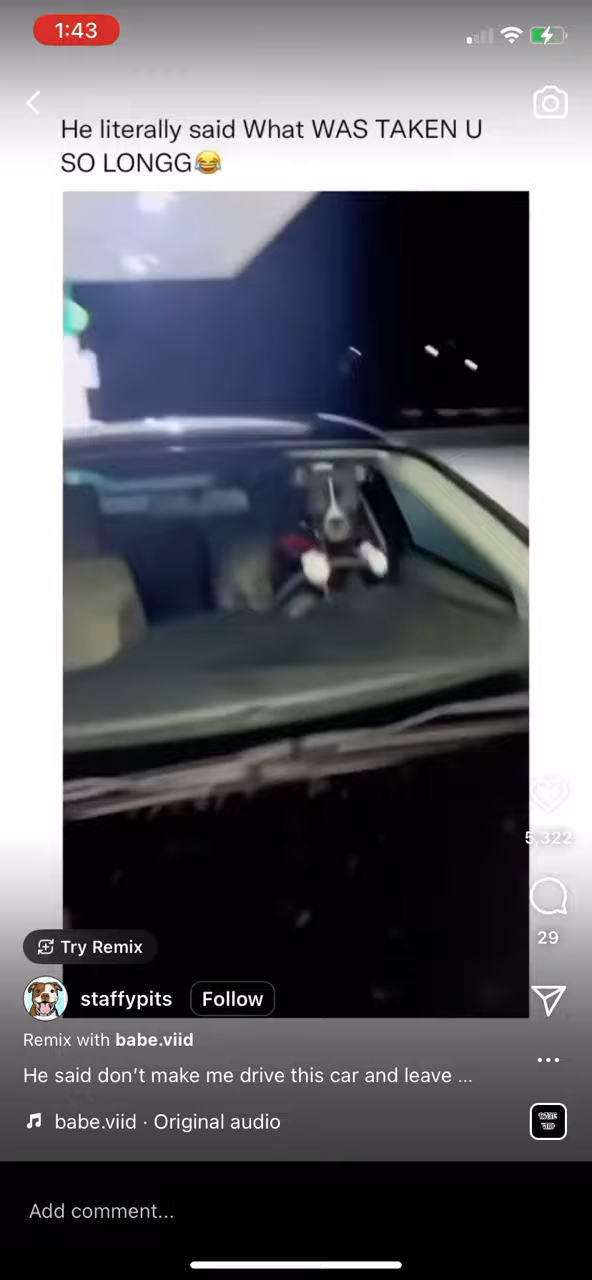 1:43
He literally said What WAS TAKEN U
SO LONGG😂
5,322
29
Try Remix
staffypits Follow
Remix with babe.viid
He said don’t make me drive this car and leave ...
babe.viid · Original audio
Add comment...